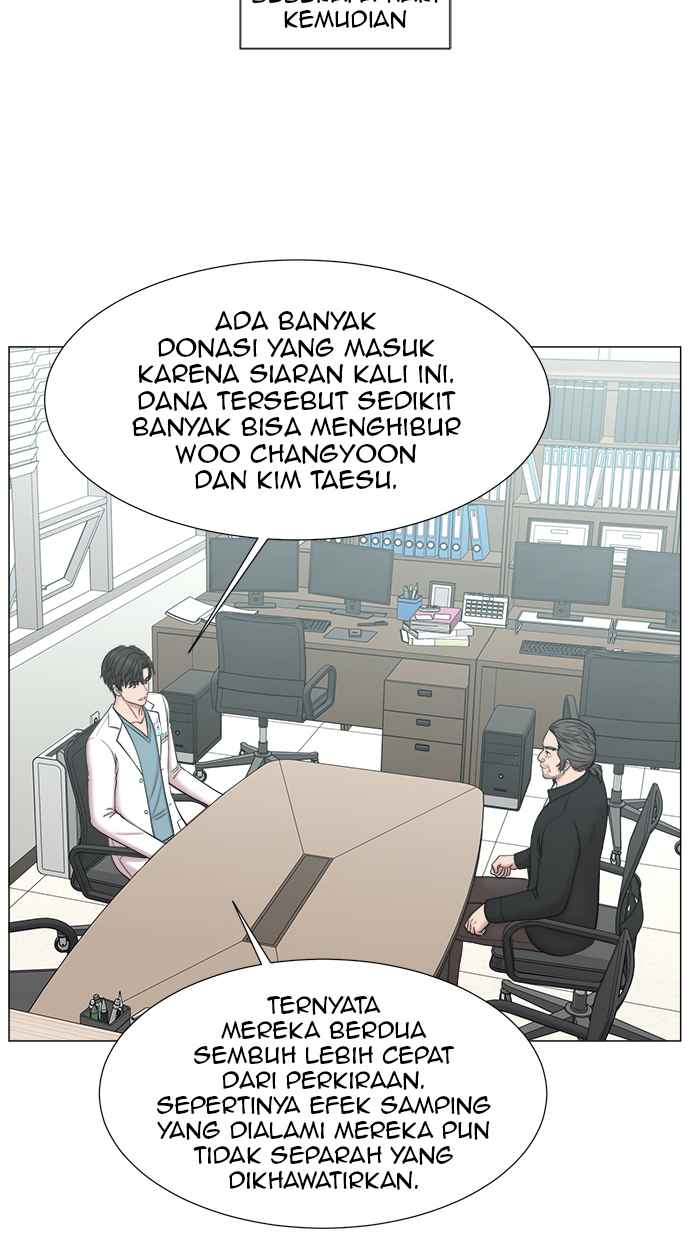 KEMUDIAN
ADA BANYAK
DONASI YANG MASUK
KARENA SIARAN KALI INI.
DANA TERSEBUT SEDIKIT
BANYAK BISA MENGHIBUR
WOO CHANGYOON
DAN KIM TAESU.
TERNYATA
MEREKA BERDUA
SEMBUH LEBIH CEPAT
DARI PERKIRAAN.
SEPERTINYA EFEK SAMPING
YANG DIALAMI MEREKA PUN
TIDAK SEPARAH YANG
DIKHAWATIRKAN.